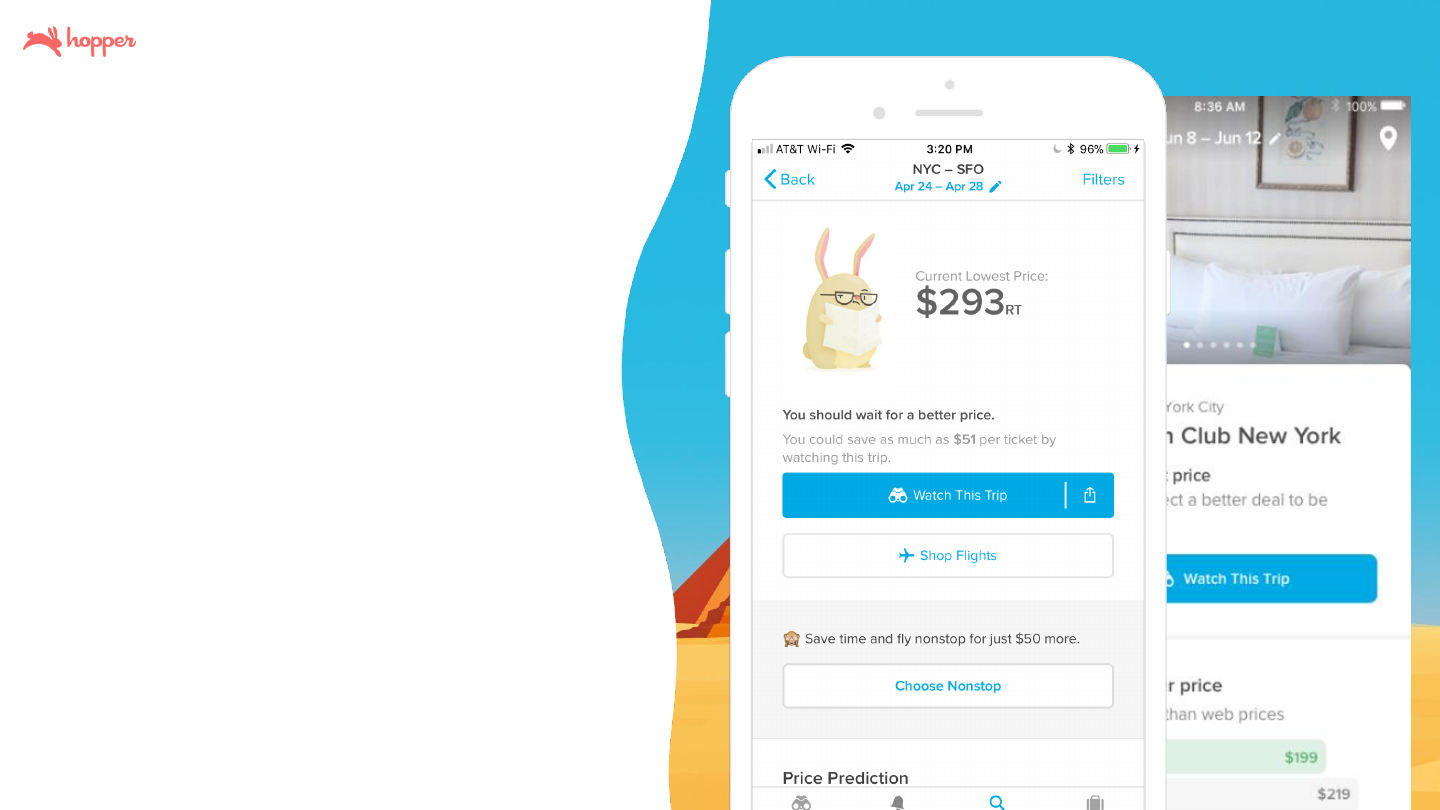 hopper
AT&T Wi-Fi 3:20 PM 96%
Back NYC – SFO Filters
Apr 24 – Apr 28
Current Lowest Price:
$293RT
You should wait for a better price.
You could save as much as $51 per ticket by
watching this trip.
Watch This Trip
Shop Flights
Save time and fly nonstop for just $50 more.
Choose Nonstop
Price Prediction
8:36 AM 100%
8 – Jun 12
York City
Club New York
price
a better deal to be
Watch This Trip
price
than web prices
$199
$219